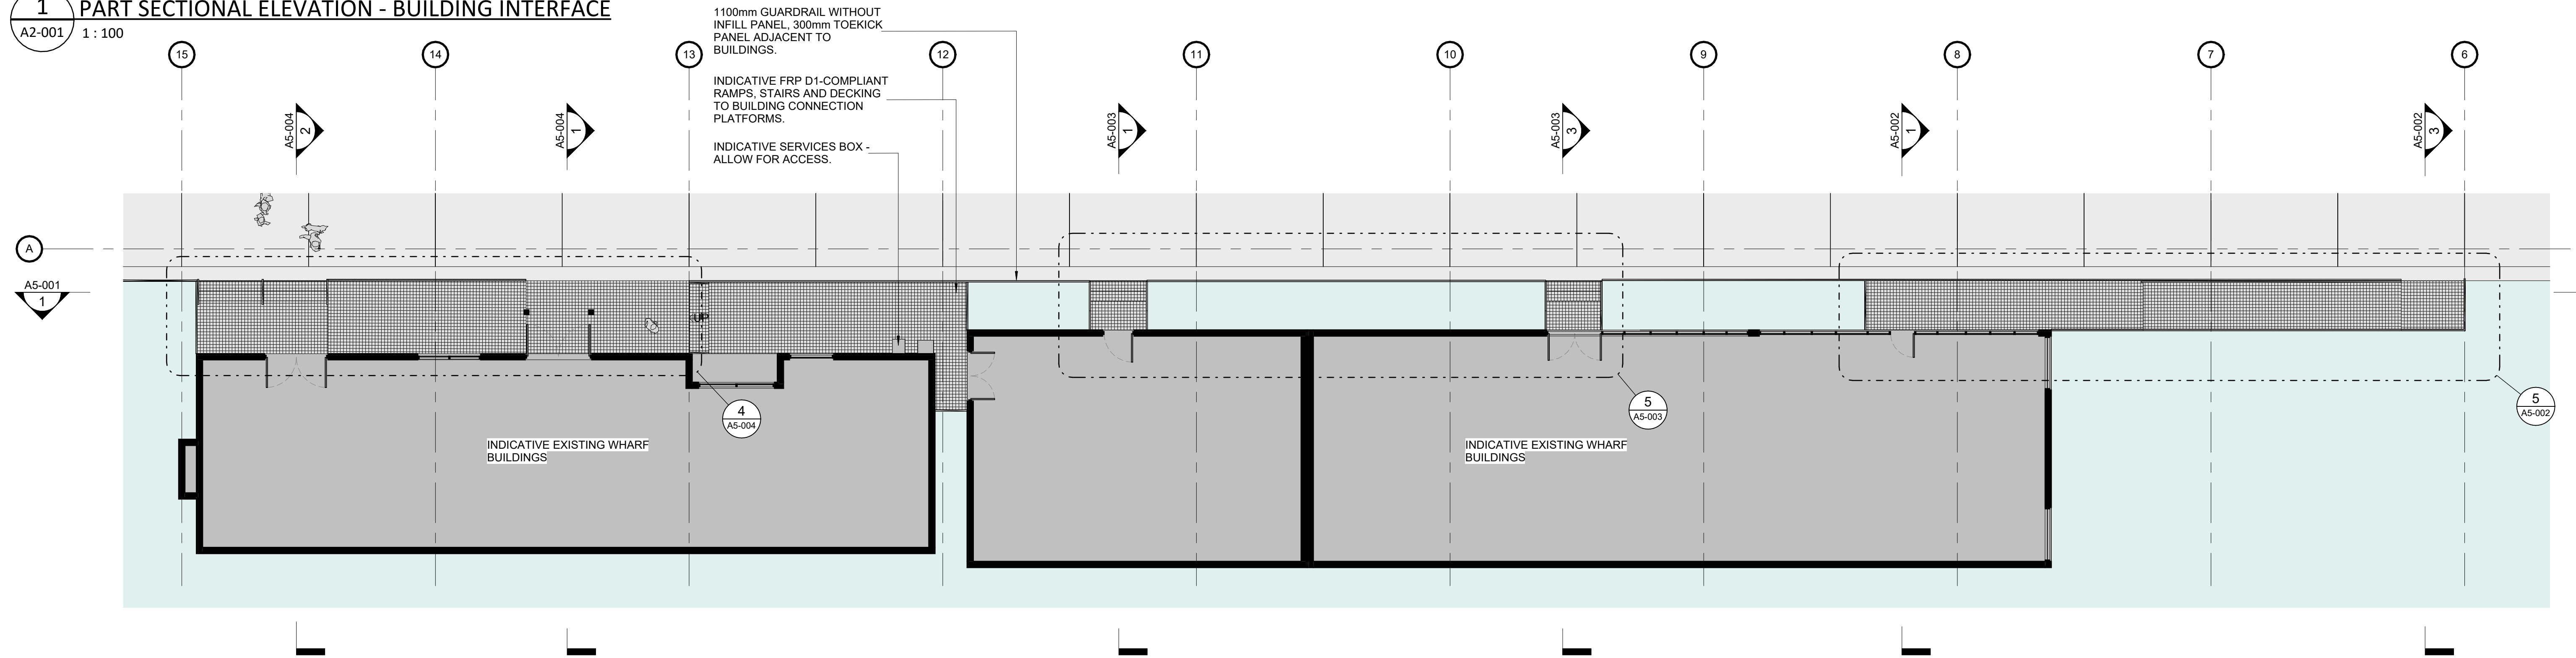 1
A2-001
PART SECTIONAL ELEVATION - BUILDING INTERFACE
1 : 100
1100mm GUARDRAIL WITHOUT
INFILL PANEL, 300mm TOEKICK
PANEL ADJACENT TO
BUILDINGS.
INDICATIVE FRP D1-COMPLIANT
RAMPS, STAIRS AND DECKING
TO BUILDING CONNECTION
PLATFORMS.
INDICATIVE SERVICES BOX -
ALLOW FOR ACCESS.
15
14
13
12
11
10
9
8
7
6
A5-004
2
A5-004
1
A5-003
1
A5-003
3
A5-002
1
A5-002
3
A
A5-001
1
UP
4
A5-004
5
A5-003
5
A5-002
INDICATIVE EXISTING WHARF
BUILDINGS
INDICATIVE EXISTING WHARF
BUILDINGS